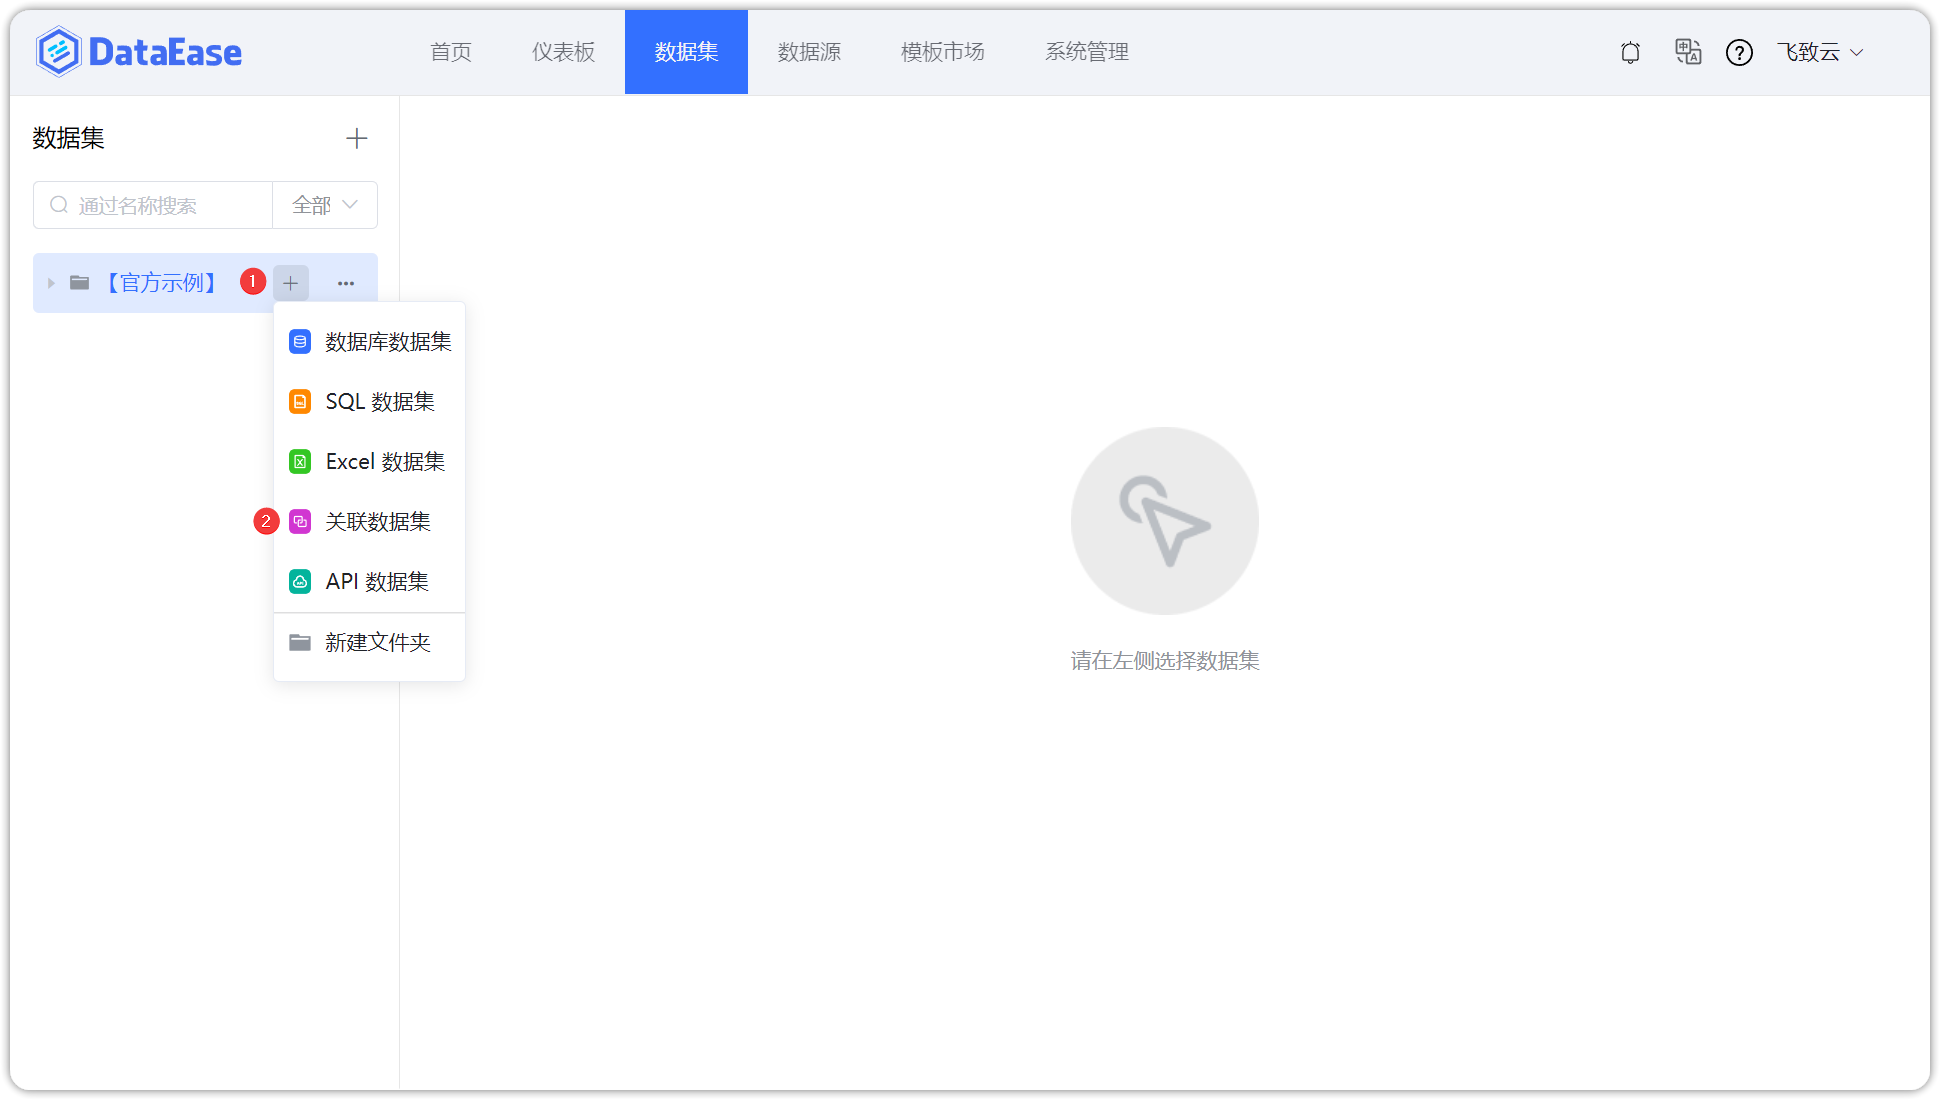 DataEase 首页 仪表板 数据集 数据源 模板市场 系统管理 飞致云
数据集
通过名称搜索 全部
【官方示例】 1
数据库数据集
SQL 数据集
Excel 数据集
2 关联数据集
API 数据集
新建文件夹
请在左侧选择数据集